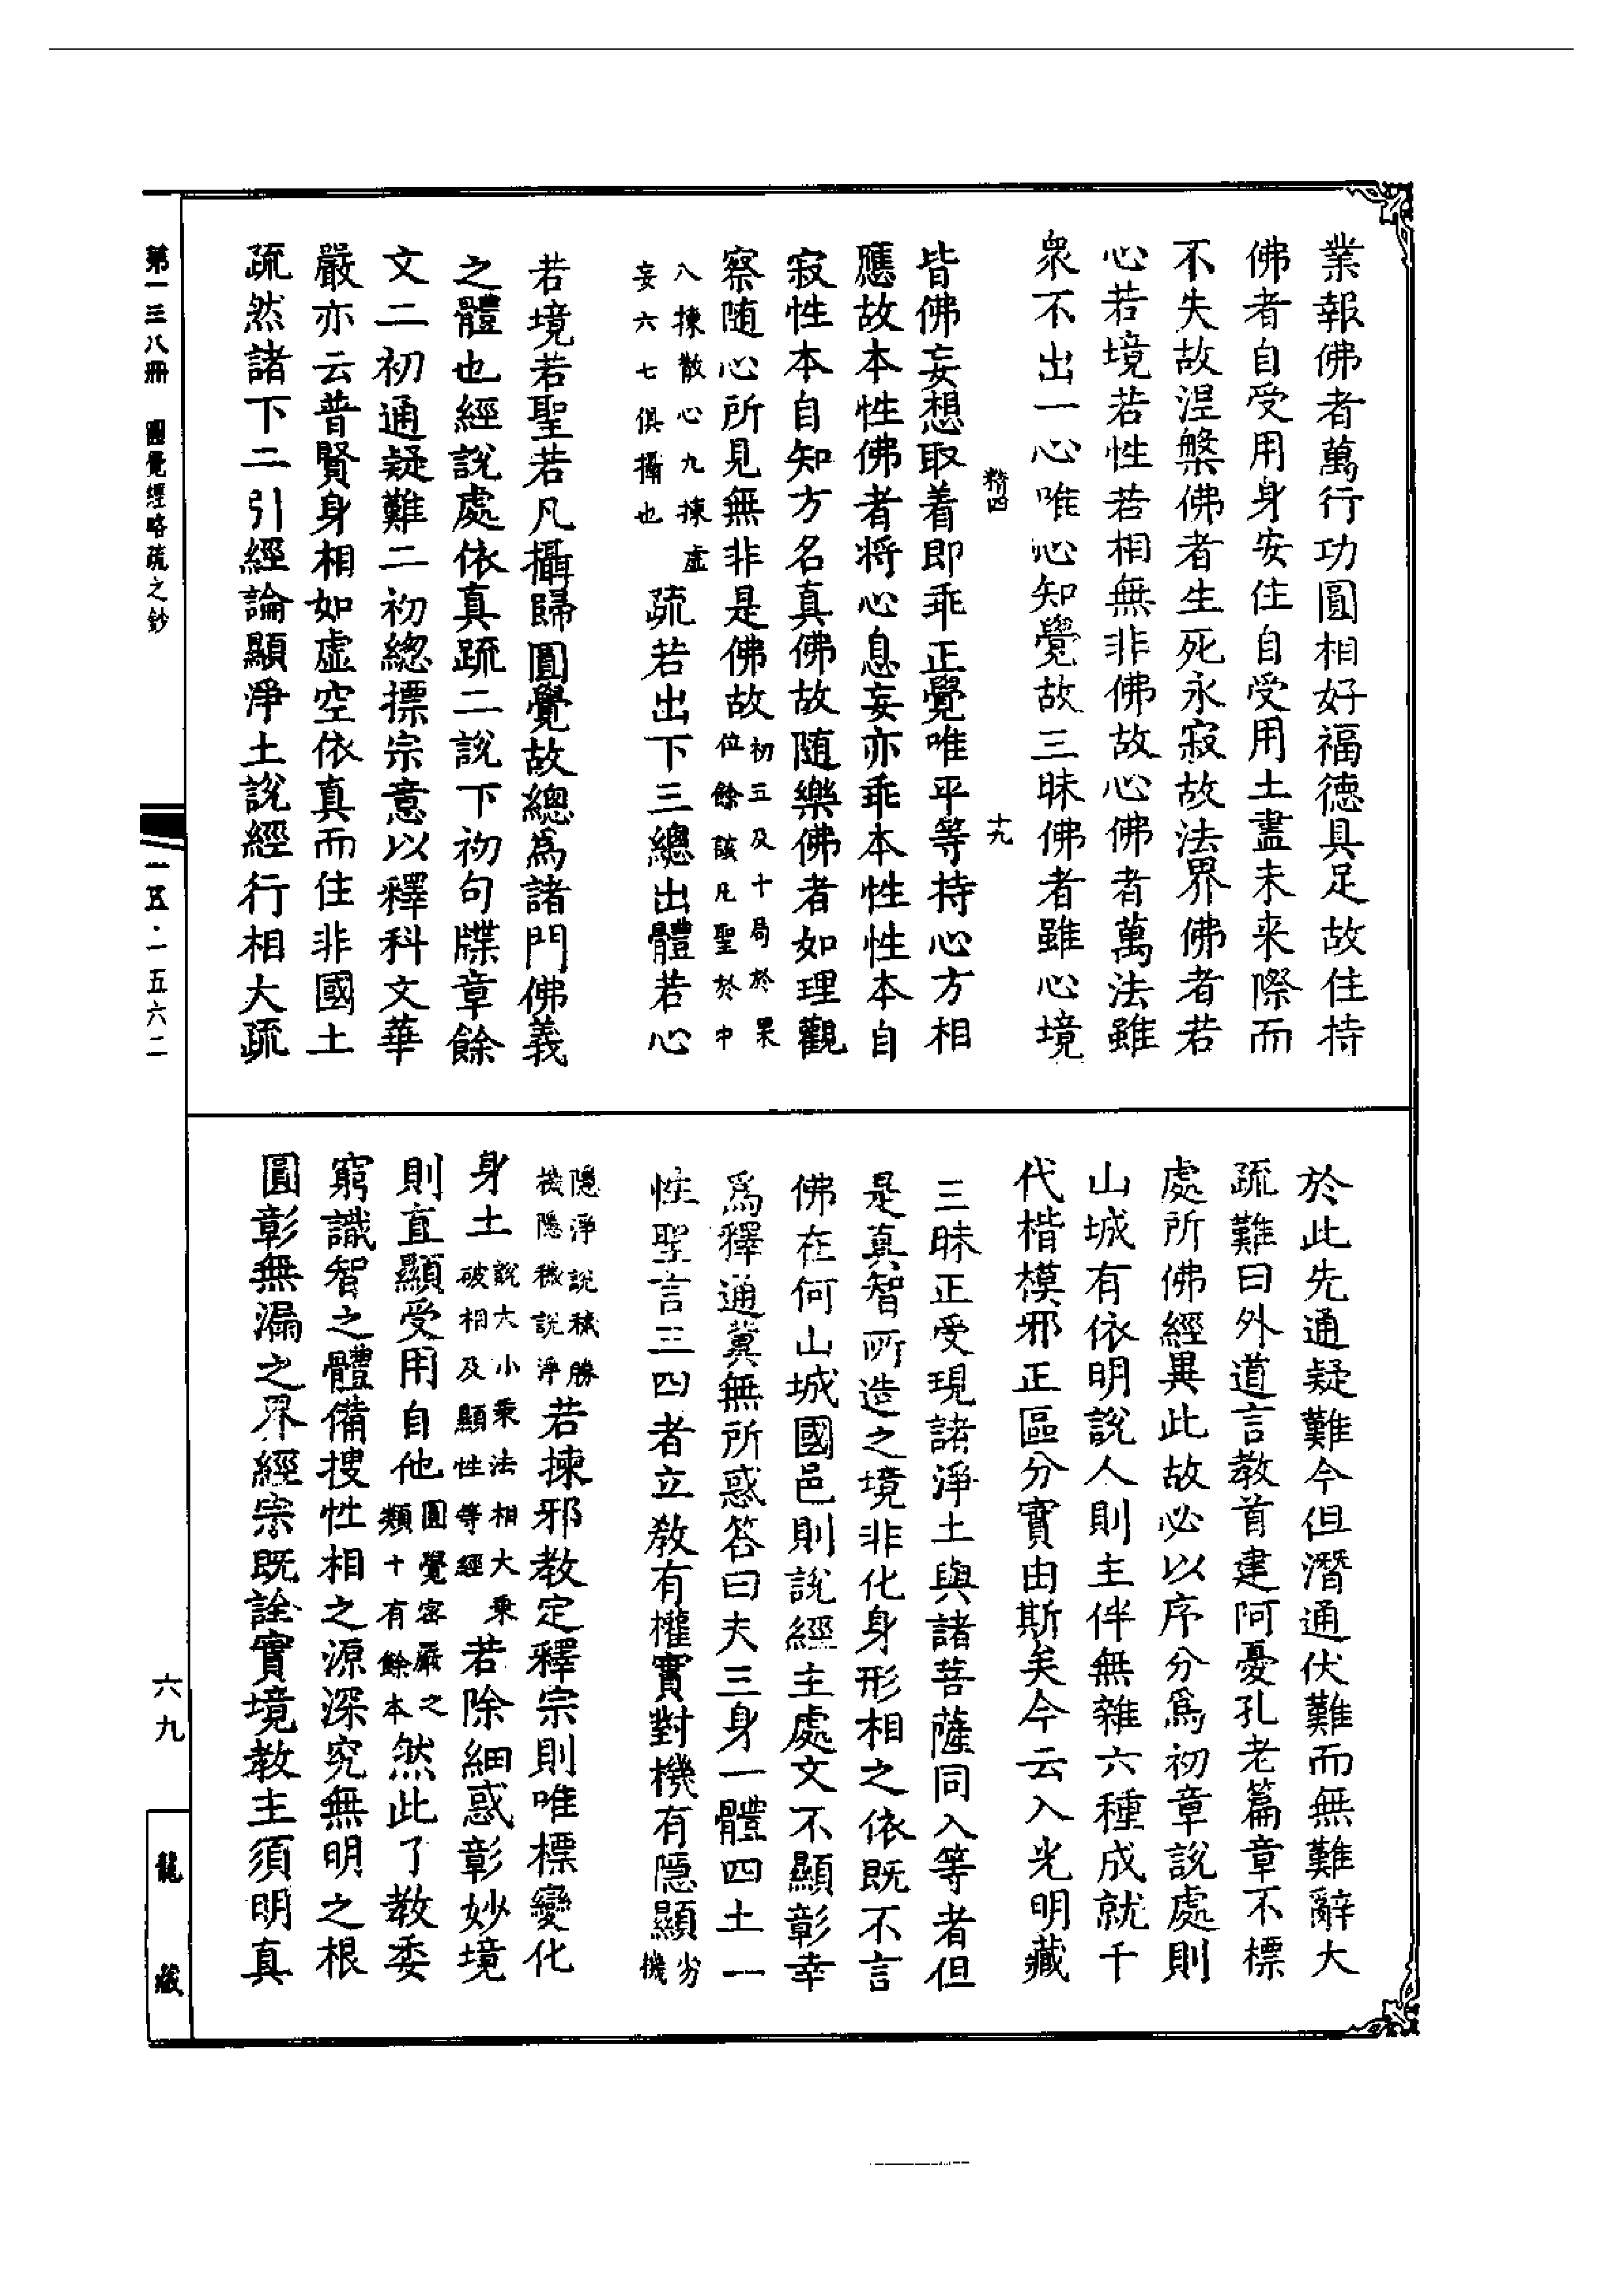 業報佛者萬行功圓相好福德具足故住持
佛者自受用身安住自受用土盡未來際而
不失故涅槃佛者生死永寂故法界佛者若
心若境若性若相無非佛故心佛者萬法雖
衆不出一心唯心知覺故三昧佛者雖心境
精四 十九
皆佛妄想取着即乖正覺唯平等持心方相
應故本性佛者將心息妄亦乖本性性本自
寂性本自知方名真佛故随樂佛者如理觀
察随心所見無非是佛故
初五及十局於果
位餘該凡聖於中
八揀散心九揀虛
妄六七俱攝也
疏若出下三總出體若心
若境若聖若凡攝歸圓覺故總爲諸門佛義
之體也經說處依真疏二說下初句牒章餘
文二初通疑難二初總摽宗意以釋科文華
嚴亦云普賢身相如虛空依真而住非國土
疏然諸下二引經論顯淨土說經行相大疏
於此先通疑難今但潛通伏難而無難辭大
疏難曰外道言教首建阿憂孔老篇章不標
處所佛經異此故必以序分爲初章說處則
山城有依明說人則主伴無雜六種成就千
代楷模邪正區分實由斯矣今云入光明藏
三昧正受現諸淨土與諸菩薩同入等者但
是真智所造之境非化身形相之依既不言
佛在何山城國邑則說經主處文不顯彰幸
爲釋通冀無所惑答曰夫三身一體四土一
性聖言三四者立教有權實對機有隱顯
劣機
隱淨說穢勝
機隱穢說淨
若揀邪教定釋宗則唯標變化
身土
說大小乘法相大乘
破相及顯性等經
若除細惑彰妙境
則直顯受用自他
圓覺密嚴之
類十有餘本
然此了教委
窮識智之體備搜性相之源深究無明之根
圓彰無漏之界經宗既詮實境教主須明真
第一三八冊 圓覺經略疏之鈔
一五·一五六二
六九
龍藏